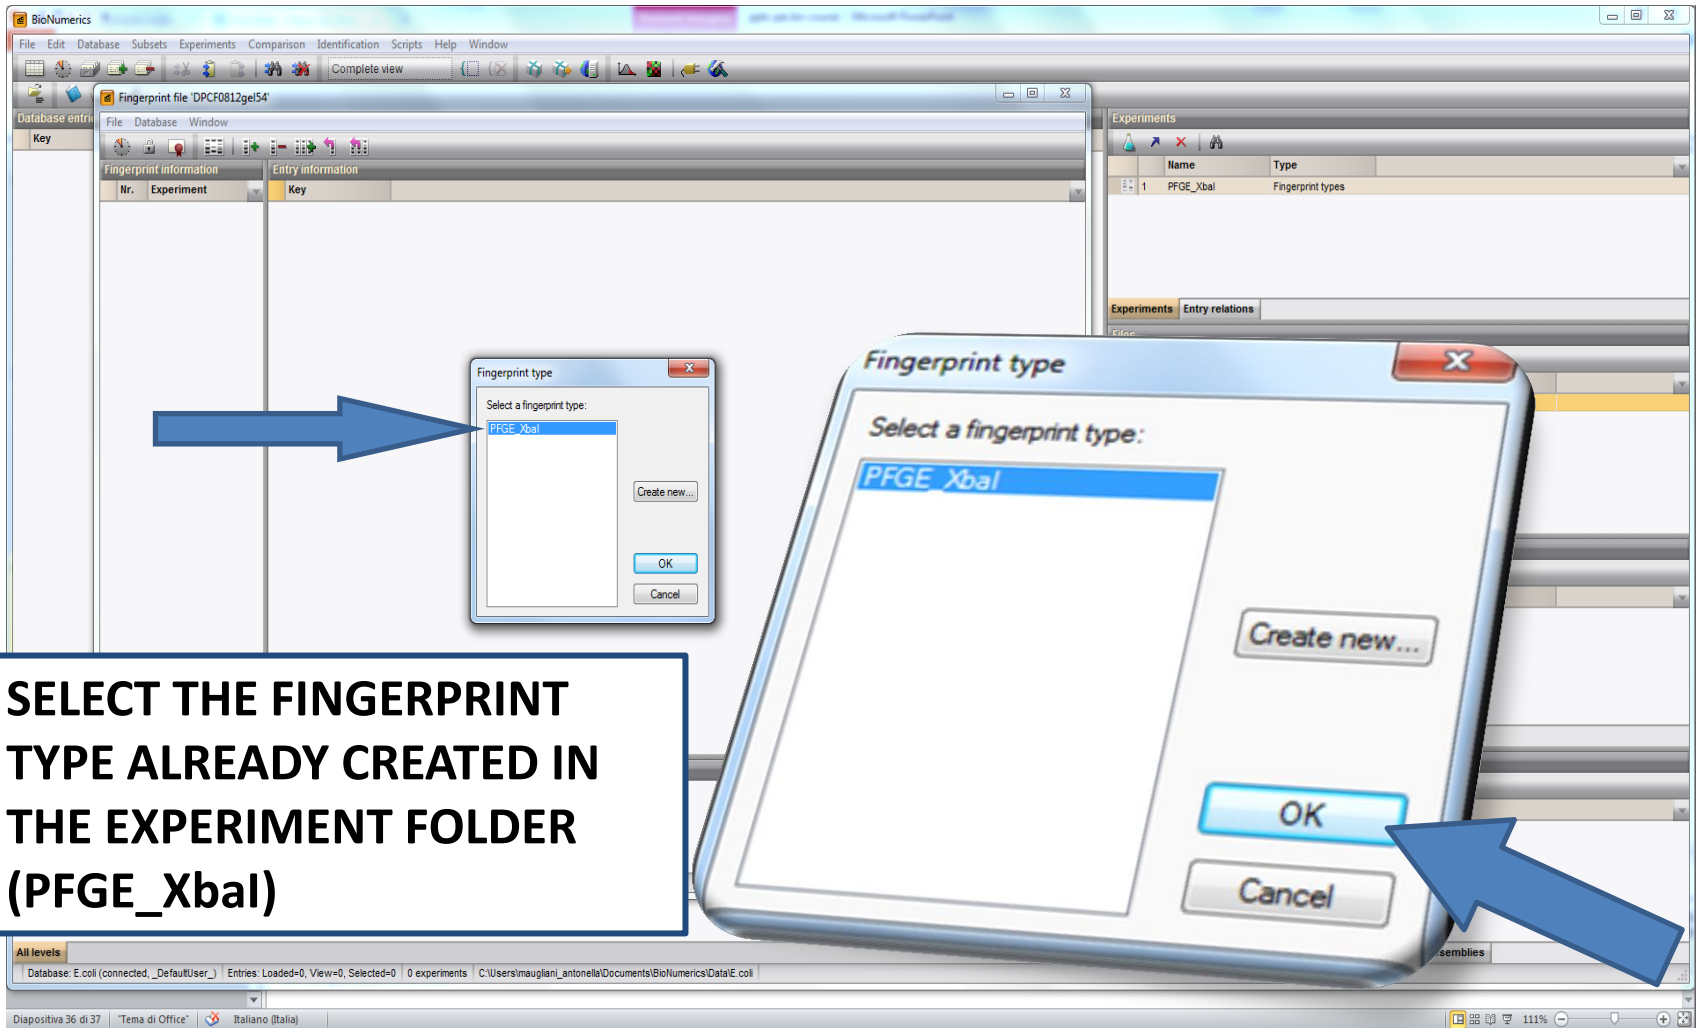 BioNumerics
File Edit Database Subsets Experiments Comparison Identification Scripts Help Window
Complete view
Fingerprint file 'DPCF0812gel54'
File Database Window
Database entri
Key
Fingerprint information
Entry information
Nr. Experiment
Key
Experiments
Name Type
1 PFGE_XbaI Fingerprint types
Experiments Entry relations
Files
Fingerprint type
Select a fingerprint type:
PFGE_XbaI
Create new...
OK
Cancel
Fingerprint type
Select a fingerprint type:
PFGE_XbaI
Create new...
OK
Cancel
SELECT THE FINGERPRINT
TYPE ALREADY CREATED IN
THE EXPERIMENT FOLDER
(PFGE_XbaI)
All levels
semblies
Database: E.coli (connected, _DefaultUser_) Entries: Loaded=0, View=0, Selected=0 0 experiments C:\Users\maugliani_antonella\Documents\BioNumerics\Data\E.coli
Diapositiva 36 di 37 "Tema di Office" Italiano (Italia) 111%